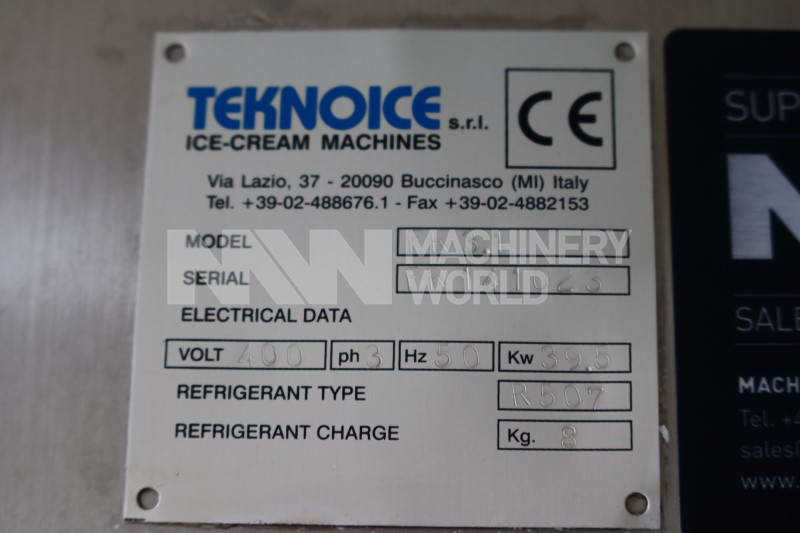 TEKNOICE s.r.l.
ICE-CREAM MACHINES
CE
Via Lazio, 37 - 20090 Buccinasco (MI) Italy
Tel. +39-02-488676.1 - Fax +39-02-4882153
MODEL
SERIAL
MW MACHINERY
WORLD
ELECTRICAL DATA
VOLT 400 ph 3 Hz 50 Kw 39.5
REFRIGERANT TYPE R507
REFRIGERANT CHARGE Kg. 8
SUP
SALE
MACH
Tel. +4
sales(
www.